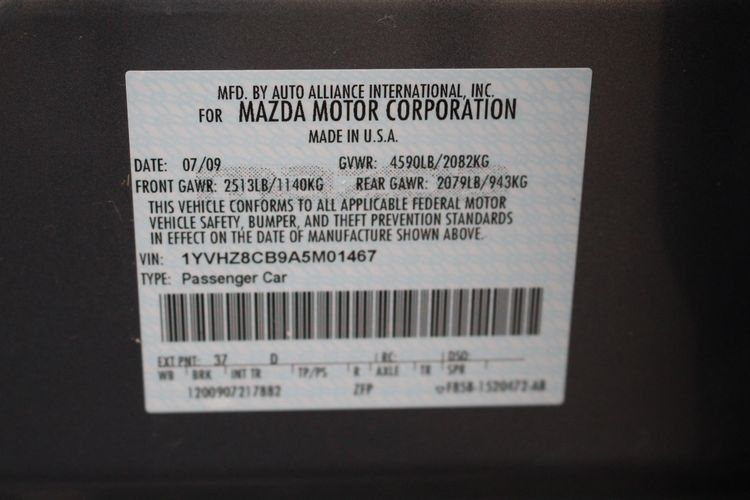 MFD. BY AUTO ALLIANCE INTERNATIONAL, INC.
FOR MAZDA MOTOR CORPORATION
MADE IN U.S.A.
DATE: 07/09 GVWR: 4590LB/2082KG
FRONT GAWR: 2513LB/1140KG REAR GAWR: 2079LB/943KG
THIS VEHICLE CONFORMS TO ALL APPLICABLE FEDERAL MOTOR
VEHICLE SAFETY, BUMPER, AND THEFT PREVENTION STANDARDS
IN EFFECT ON THE DATE OF MANUFACTURE SHOWN ABOVE.
VIN: 1YVHZ8CB9A5M01467
TYPE: Passenger Car
EXT PNT: 37 D RC: DSO:
WB BRK INT TR TP/PS R AXLE TR SPR
1200907217882 ZFP F85B-1520472-AB